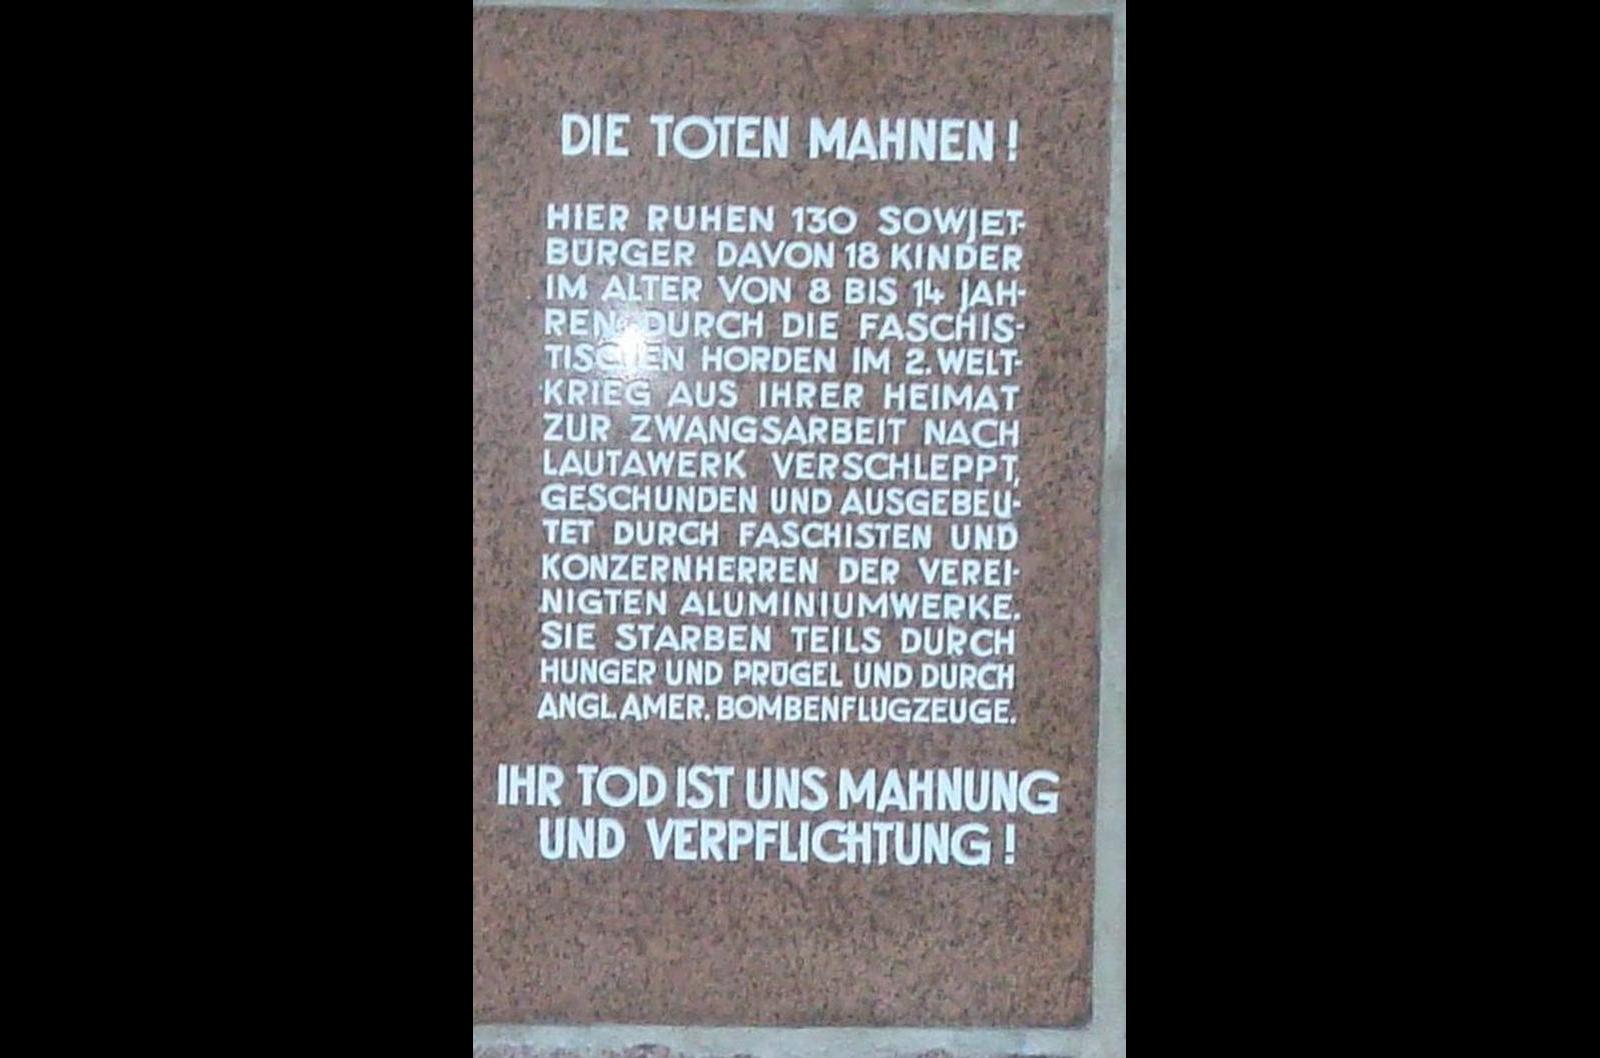 DIE TOTEN MAHNEN!
HIER RUHEN 130 SOWJET-
BÜRGER DAVON 18 KINDER
IM ALTER VON 8 BIS 14 JAH-
REN DURCH DIE FASCHIS-
TISCHEN HORDEN IM 2. WELT-
KRIEG AUS IHRER HEIMAT
ZUR ZWANGSARBEIT NACH
LAUTAWERK VERSCHLEPPT,
GESCHUNDEN UND AUSGEBEU-
TET DURCH FASCHISTEN UND
KONZERNHERREN DER VEREI-
NIGTEN ALUMINIUMWERKE.
SIE STARBEN TEILS DURCH
HUNGER UND PRÜGEL UND DURCH
ANGL. AMER. BOMBENFLUGZEUGE.
IHR TOD IST UNS MAHNUNG
UND VERPFLICHTUNG!